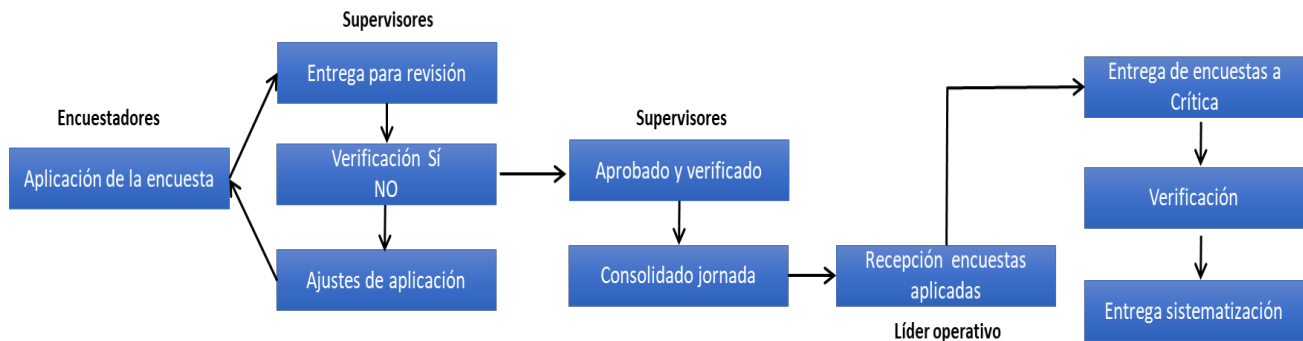 Encuestadores
Aplicación de la encuesta
Supervisores
Entrega para revisión
Verificación Sí
NO
Ajustes de aplicación
Supervisores
Aprobado y verificado
Consolidado jornada
Recepción encuestas
aplicadas
Líder operativo
Entrega de encuestas a
Crítica
Verificación
Entrega sistematización